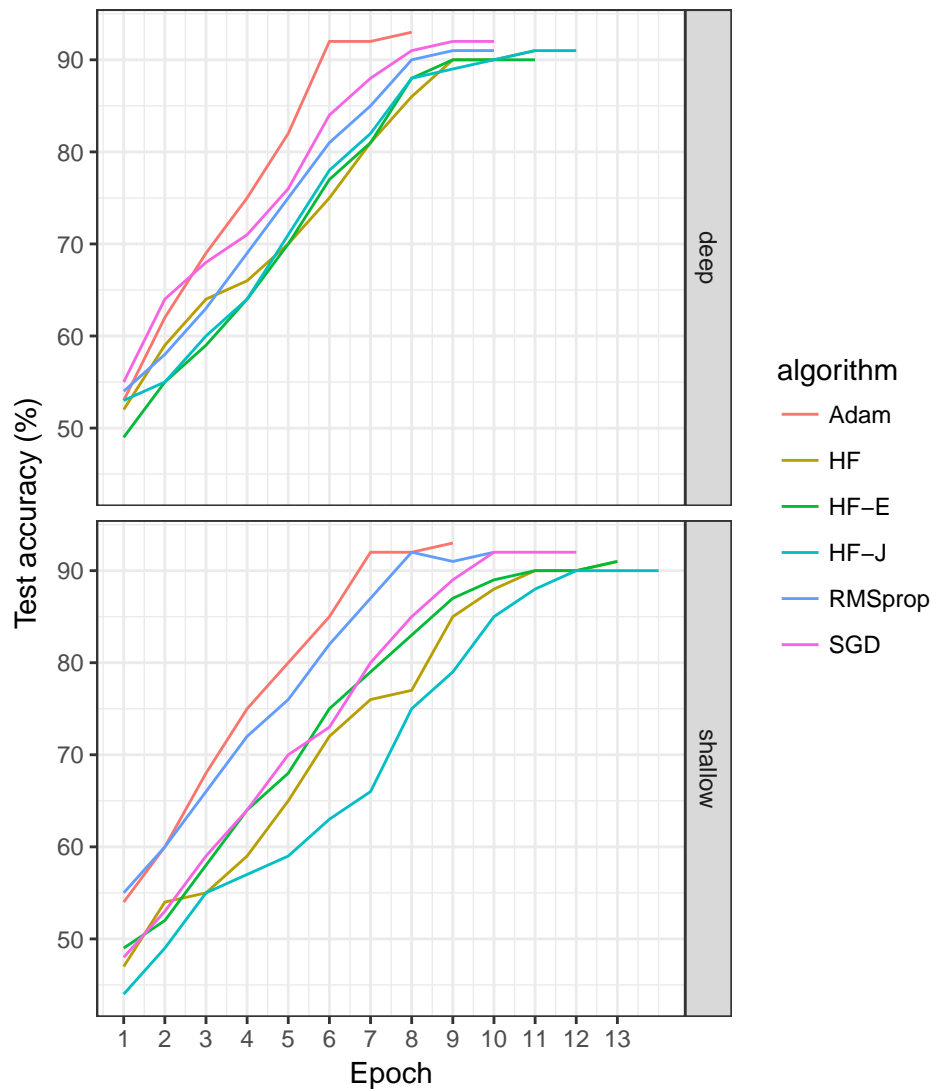 90
80
70
60
50
deep
90
80
70
60
50
shallow
1 2 3 4 5 6 7 8 9 10 11 12 13
Epoch
Test accuracy (%)
algorithm
Adam
HF
HF−E
HF−J
RMSprop
SGD